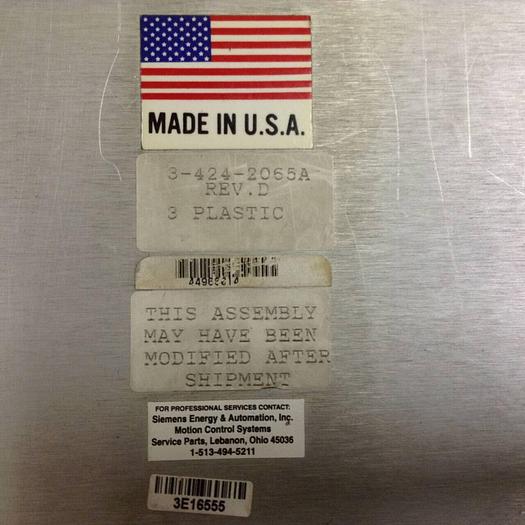 MADE IN U.S.A.
3-424-2065A
REV.D
3 PLASTIC
THIS ASSEMBLY
MAY HAVE BEEN
MODIFIED AFTER
SHIPMENT
FOR PROFESSIONAL SERVICES CONTACT:
Siemens Energy & Automation, Inc.
Motion Control Systems
Service Parts, Lebanon, Ohio 45036
1-513-494-5211
3E16555